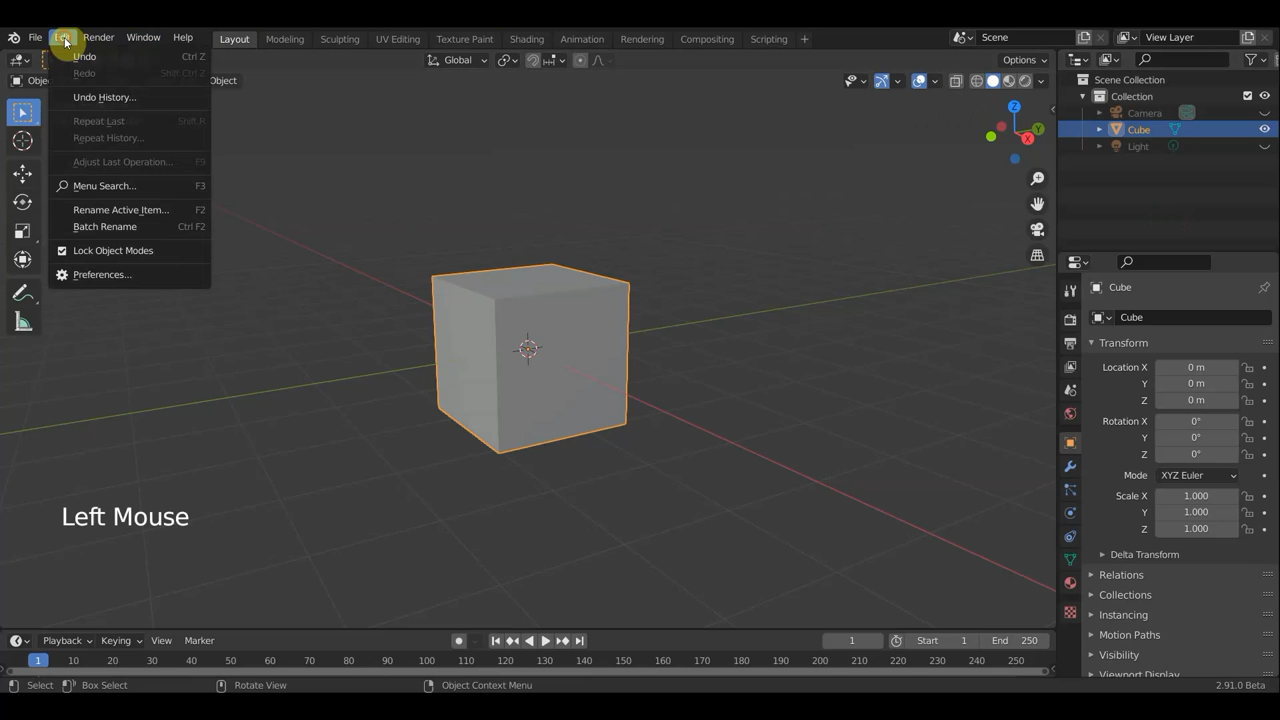 File Edit Render Window Help Layout Modeling Sculpting UV Editing Texture Paint Shading Animation Rendering Compositing Scripting + Scene View Layer
Global Options
Object
Undo Ctrl Z
Redo Shift Ctrl Z
Undo History...
Repeat Last Shift R
Repeat History...
Adjust Last Operation... F9
Menu Search... F3
Rename Active Item... F2
Batch Rename Ctrl F2
Lock Object Modes
Preferences...
Z
Y
X
Left Mouse
Scene Collection
Collection
Camera
Cube
Light
Cube
Cube
Transform
Location X 0 m
Y 0 m
Z 0 m
Rotation X 0°
Y 0°
Z 0°
Mode XYZ Euler
Scale X 1.000
Y 1.000
Z 1.000
Delta Transform
Relations
Collections
Instancing
Motion Paths
Visibility
Viewport Display
Playback Keying View Marker 1 Start 1 End 250
1 10 20 30 40 50 60 70 80 90 100 110 120 130 140 150 160 170 180 190 200 210 220 230 240 250
Select Box Select Rotate View Object Context Menu 2.91.0 Beta